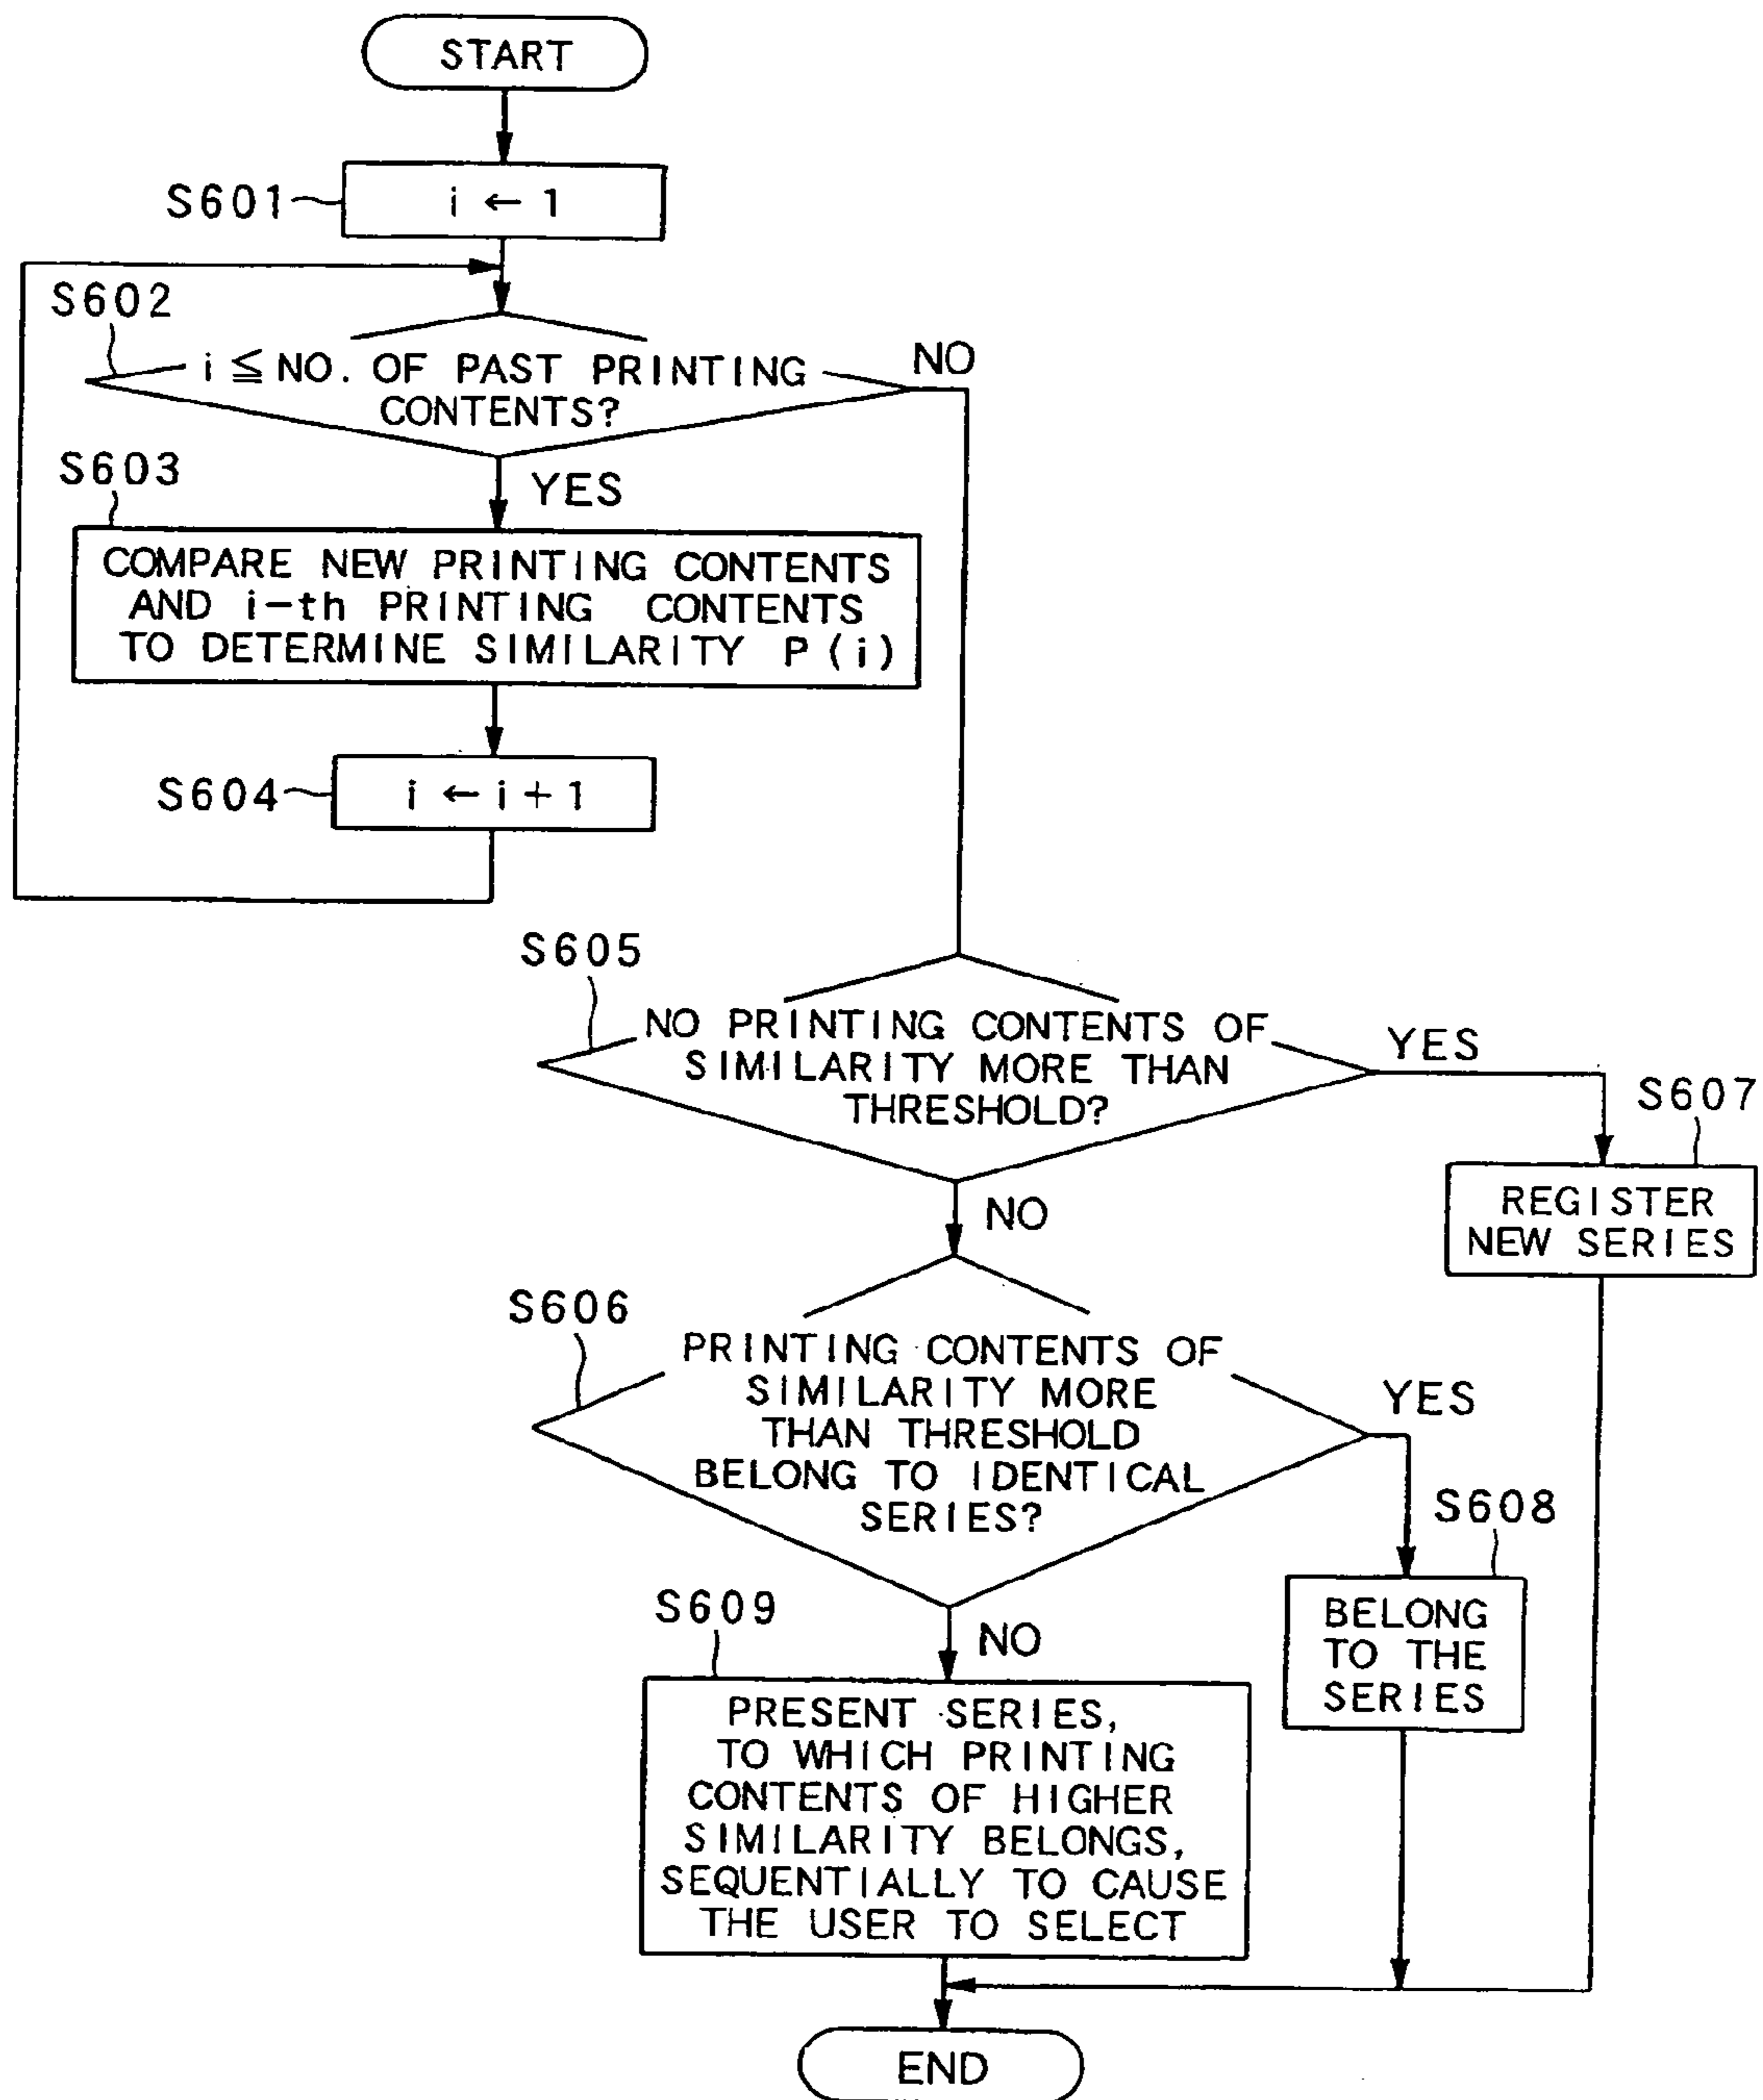 START
S601
i ← 1
S602
i ≦ NO. OF PAST PRINTING
CONTENTS?
NO
S603
YES
COMPARE NEW PRINTING CONTENTS
AND i-th PRINTING CONTENTS
TO DETERMINE SIMILARITY P(i)
S604
i ← i + 1
S605
NO PRINTING CONTENTS OF
SIMILARITY MORE THAN
THRESHOLD?
YES
S607
REGISTER
NEW SERIES
NO
S606
PRINTING CONTENTS OF
SIMILARITY MORE
THAN THRESHOLD
BELONG TO IDENTICAL
SERIES?
YES
S608
BELONG
TO THE
SERIES
S609
NO
PRESENT SERIES,
TO WHICH PRINTING
CONTENTS OF HIGHER
SIMILARITY BELONGS,
SEQUENTIALLY TO CAUSE
THE USER TO SELECT
END